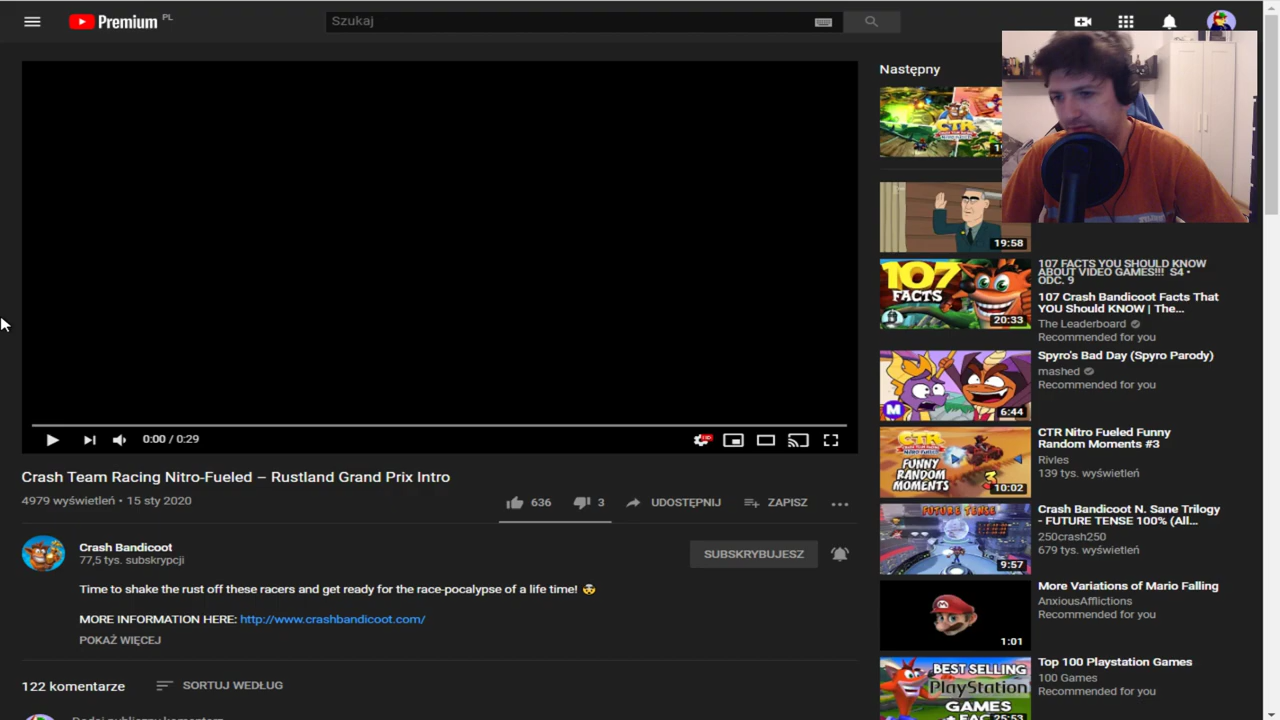 Premium PL
Szukaj
0:00 / 0:29
Crash Team Racing Nitro-Fueled – Rustland Grand Prix Intro
4979 wyświetleń • 15 sty 2020
636
3
UDOSTĘPNIJ
ZAPISZ
Crash Bandicoot
77,5 tys. subskrypcji
SUBSKRYBUJESZ
Time to shake the rust off these racers and get ready for the race-pocalypse of a life time!
MORE INFORMATION HERE: http://www.crashbandicoot.com/
POKAŻ WIĘCEJ
122 komentarze
SORTUJ WEDŁUG
Dodaj publiczny komentarz
Następny
CTR
19:58
107 FACTS YOU SHOULD KNOW
ABOUT VIDEO GAMES!!! S4 •
ODC. 9
107
FACTS
20:33
107 Crash Bandicoot Facts That
YOU Should KNOW | The...
The Leaderboard
Recommended for you
M
6:44
Spyro's Bad Day (Spyro Parody)
mashed
Recommended for you
CTR
FUNNY
RANDOM
MOMENTS
3
10:02
CTR Nitro Fueled Funny
Random Moments #3
Rivles
139 tys. wyświetleń
FUTURE TENSE
9:57
Crash Bandicoot N. Sane Trilogy
- FUTURE TENSE 100% (All...
250crash250
679 tys. wyświetleń
M
1:01
More Variations of Mario Falling
AnxiousAfflictions
Recommended for you
BEST SELLING
PlayStation
GAMES
25:53
Top 100 Playstation Games
100 Games
Recommended for you